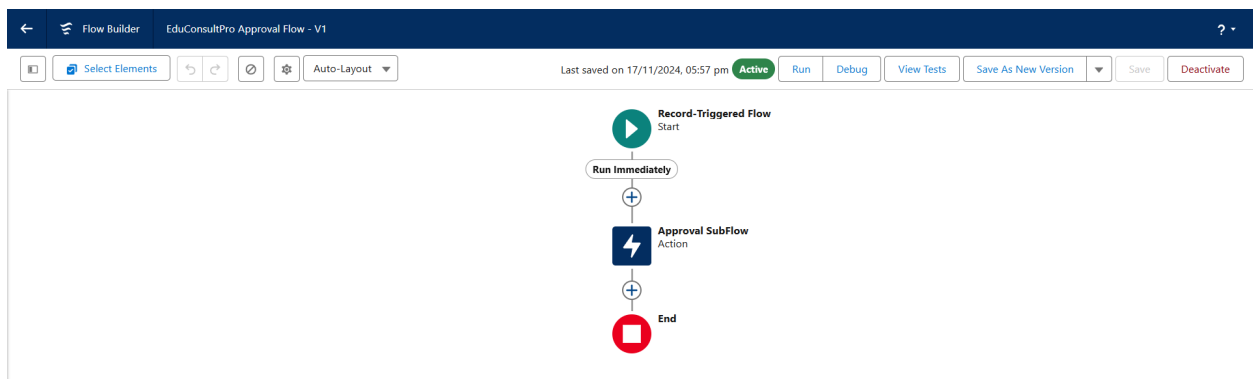 Flow Builder EduConsultPro Approval Flow - V1 ?
Select Elements Auto-Layout Last saved on 17/11/2024, 05:57 pm Active Run Debug View Tests Save As New Version Save Deactivate
Record-Triggered Flow
Start
Run Immediately
Approval SubFlow
Action
End